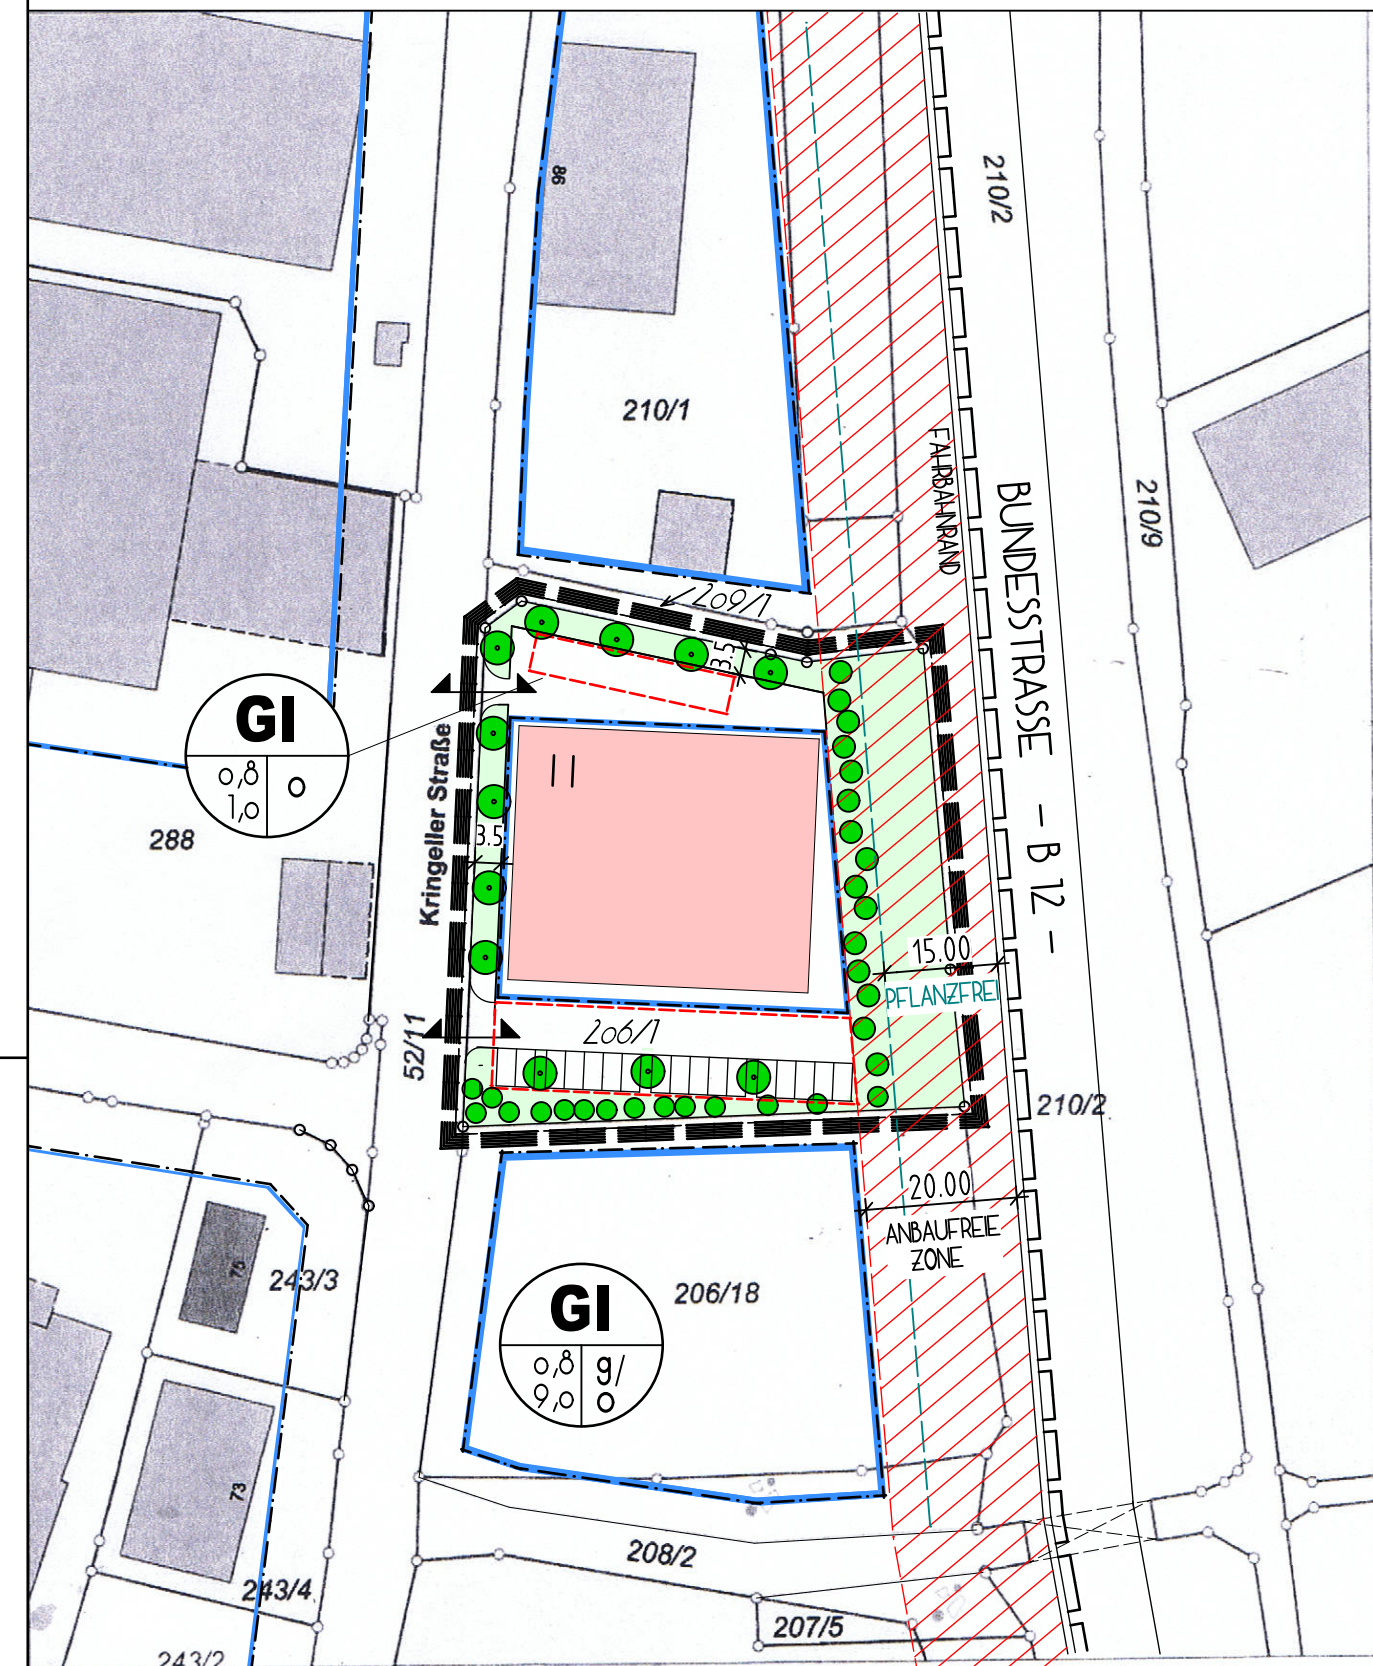 86
210/2
210/1
FAHRBAHNRAND
BUNDESSTRASSE - B 12 -
210/9
209/1
3.5
GI
0,8
1,0
o
II
Kringeller Straße
288
3.5
15.00
PFLANZFREI
206/1
52/11
210/2
20.00
ANBAUFREIE
ZONE
75
243/3
206/18
GI
0,8
9,0
g/
o
73
208/2
243/4
207/5
243/2